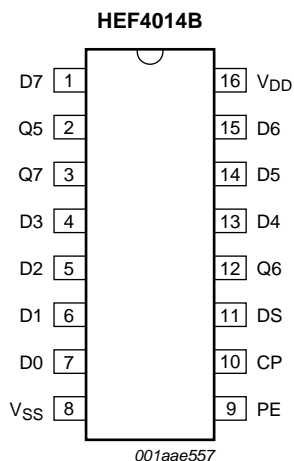 HEF4014B
D7 1 16 VDD
Q5 2 15 D6
Q7 3 14 D5
D3 4 13 D4
D2 5 12 Q6
D1 6 11 DS
D0 7 10 CP
VSS 8 9 PE
001aae557